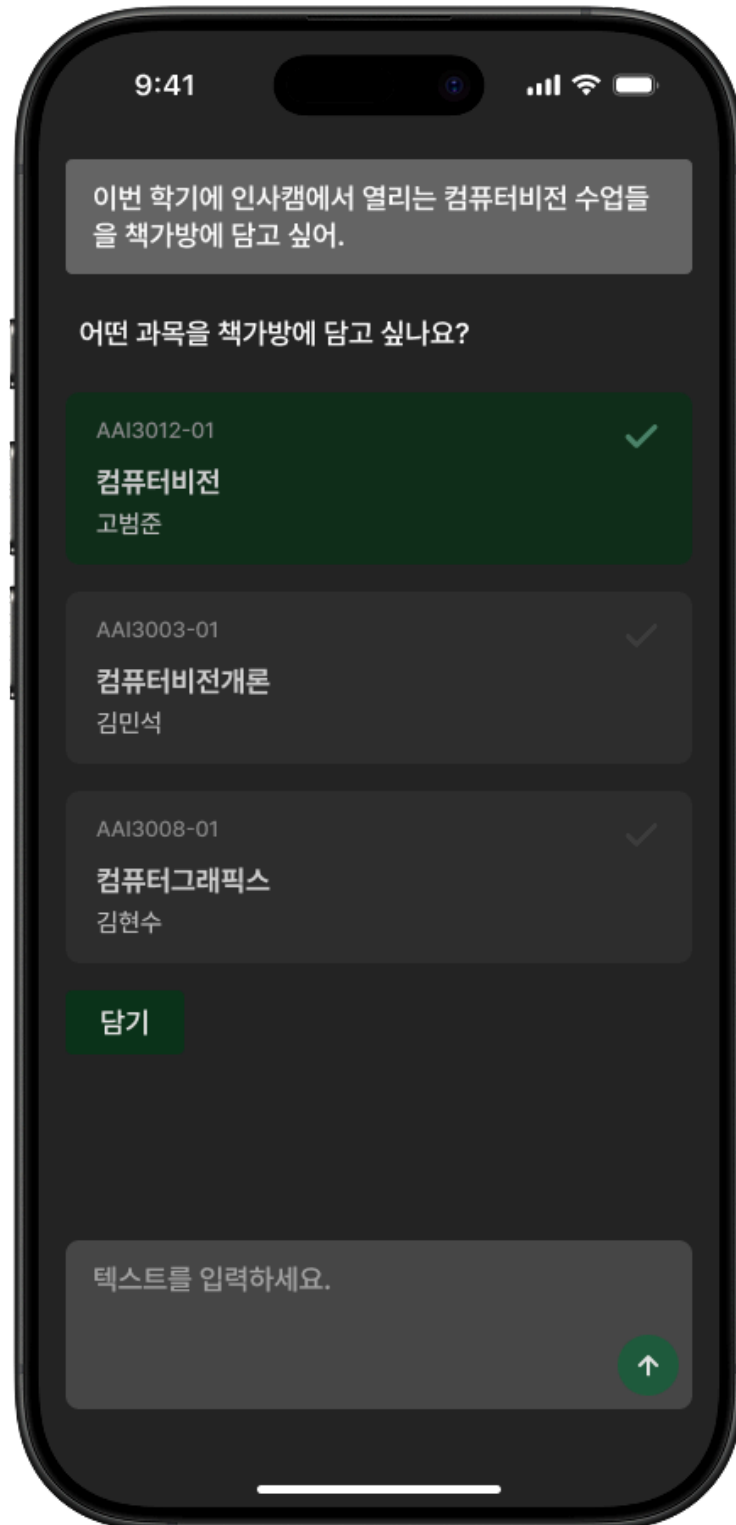 9:41
이번 학기에 인사캠에서 열리는 컴퓨터비전 수업들
을 책가방에 담고 싶어.
어떤 과목을 책가방에 담고 싶나요?
AAI3012-01
컴퓨터비전
고범준
AAI3003-01
컴퓨터비전개론
김민석
AAI3008-01
컴퓨터그래픽스
김현수
담기
텍스트를 입력하세요.